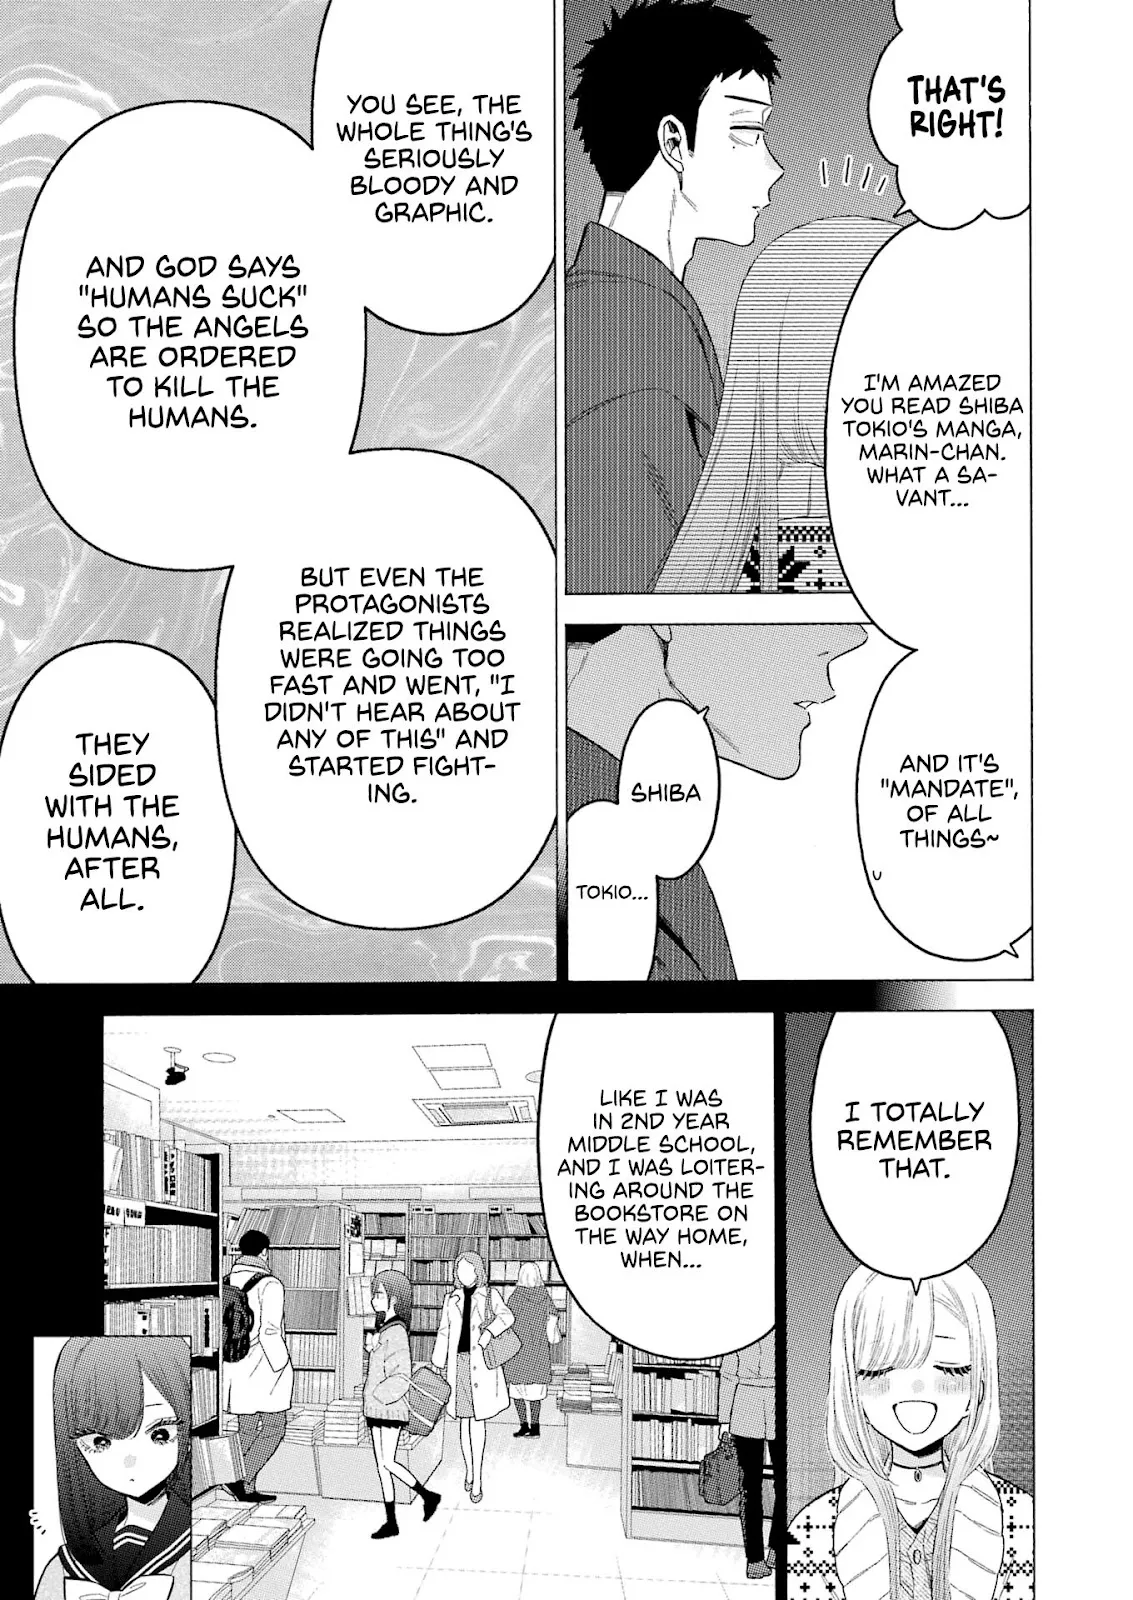 THAT'S
RIGHT!
I'M AMAZED
YOU READ SHIBA
TOKIO'S MANGA,
MARIN-CHAN.
WHAT A SA-
VANT...
AND IT'S
"MANDATE",
OF ALL
THINGS~
SHIBA
TOKIO...
YOU SEE, THE
WHOLE THING'S
SERIOUSLY
BLOODY AND
GRAPHIC.
AND GOD SAYS
"HUMANS SUCK"
SO THE ANGELS
ARE ORDERED
TO KILL THE
HUMANS.
BUT EVEN THE
PROTAGONISTS
REALIZED THINGS
WERE GOING TOO
FAST AND WENT, "I
DIDN'T HEAR ABOUT
ANY OF THIS" AND
STARTED FIGHT-
ING.
THEY
SIDED
WITH THE
HUMANS,
AFTER
ALL.
I TOTALLY
REMEMBER
THAT.
LIKE I WAS
IN 2ND YEAR
MIDDLE SCHOOL,
AND I WAS LOITER-
ING AROUND THE
BOOKSTORE ON
THE WAY HOME,
WHEN...